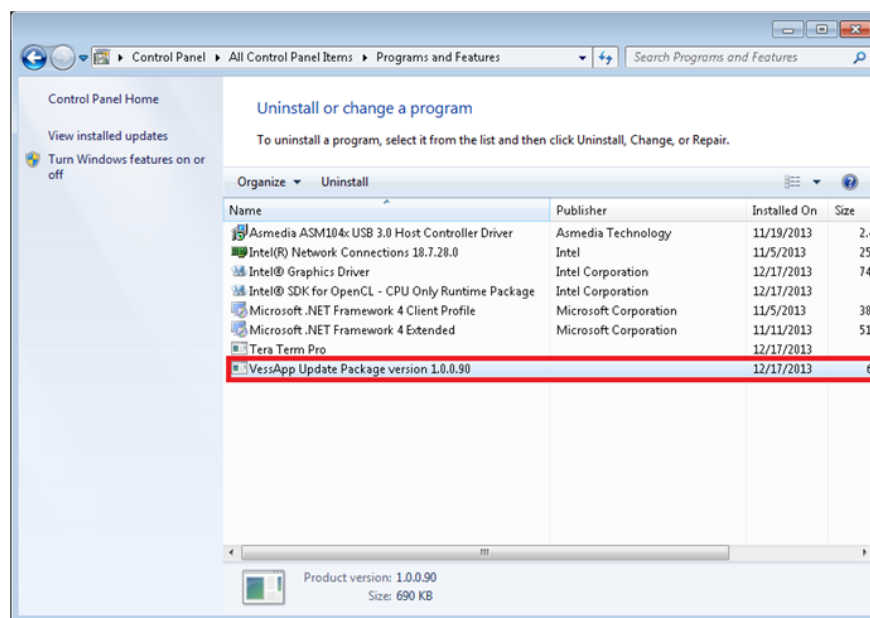 Control Panel All Control Panel Items Programs and Features Search Programs and Features
Control Panel Home
View installed updates
Turn Windows features on or
off
Uninstall or change a program
To uninstall a program, select it from the list and then click Uninstall, Change, or Repair.
Organize Uninstall
Name Publisher Installed On Size
Asmedia ASM104x USB 3.0 Host Controller Driver Asmedia Technology 11/19/2013 2.
Intel(R) Network Connections 18.7.28.0 Intel 11/5/2013 25
Intel® Graphics Driver Intel Corporation 12/17/2013 74
Intel® SDK for OpenCL - CPU Only Runtime Package Intel Corporation 12/17/2013
Microsoft .NET Framework 4 Client Profile Microsoft Corporation 11/5/2013 38
Microsoft .NET Framework 4 Extended Microsoft Corporation 11/11/2013 51
Tera Term Pro 12/17/2013
VessApp Update Package version 1.0.0.90 12/17/2013 6
Product version: 1.0.0.90
Size: 690 KB